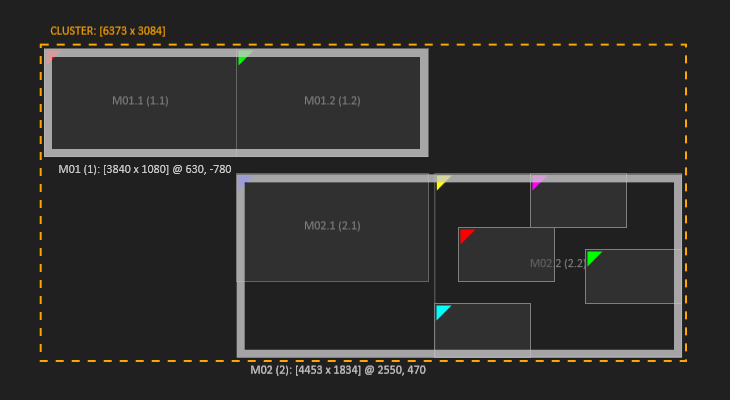 CLUSTER: [6373 x 3084]
M01.1 (1.1)
M01.2 (1.2)
M01 (1): [3840 x 1080] @ 630, -780
M02.1 (2.1)
M02.2 (2.2)
M02 (2): [4453 x 1834] @ 2550, 470